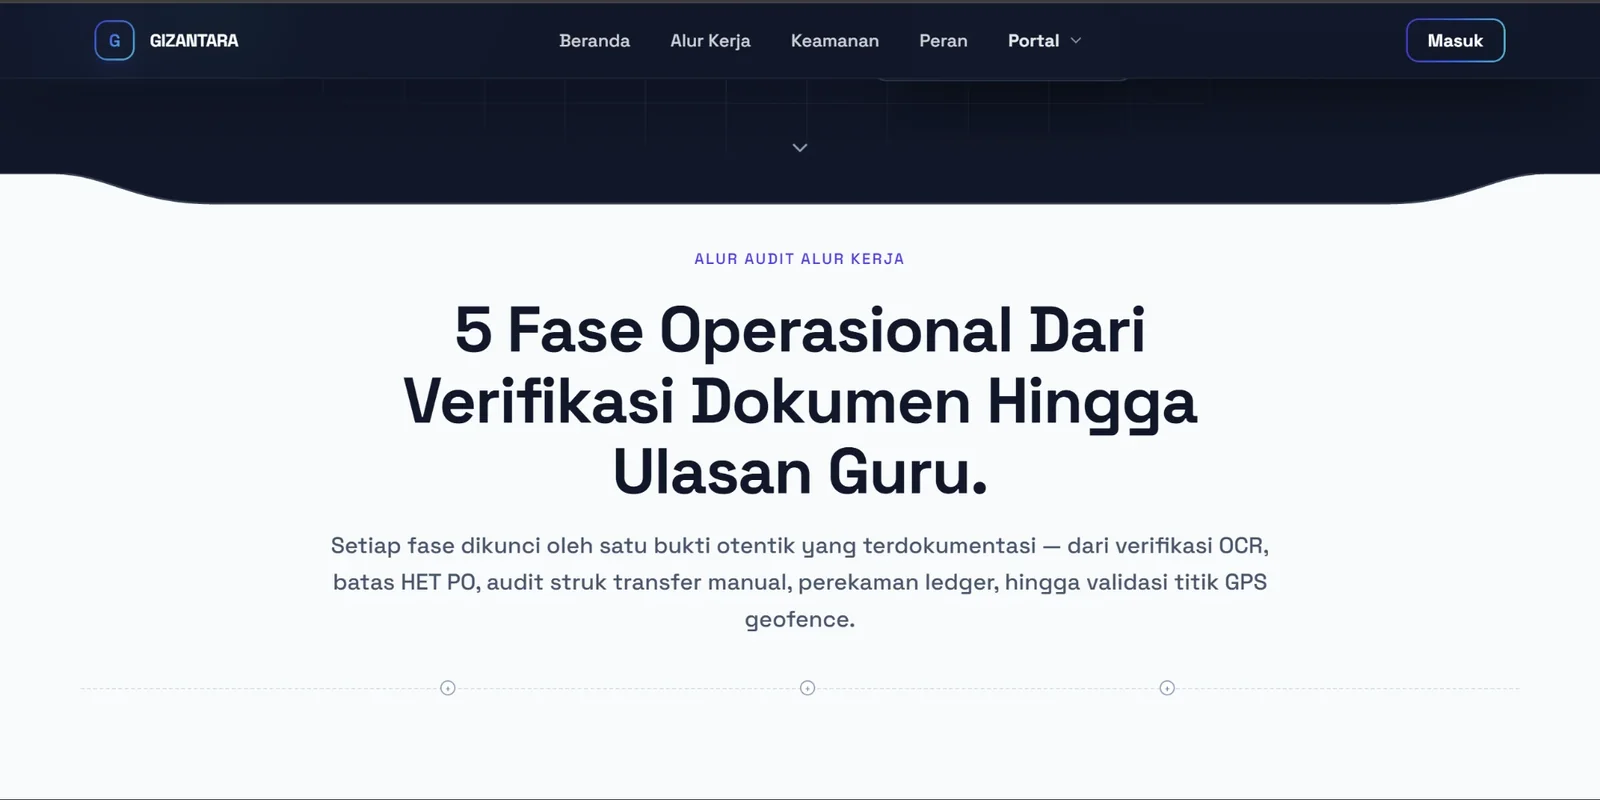 G GIZANTARA Beranda Alur Kerja Keamanan Peran Portal Masuk
ALUR AUDIT ALUR KERJA
5 Fase Operasional Dari
Verifikasi Dokumen Hingga
Ulasan Guru.
Setiap fase dikunci oleh satu bukti otentik yang terdokumentasi — dari verifikasi OCR,
batas HET PO, audit struk transfer manual, perekaman ledger, hingga validasi titik GPS
geofence.